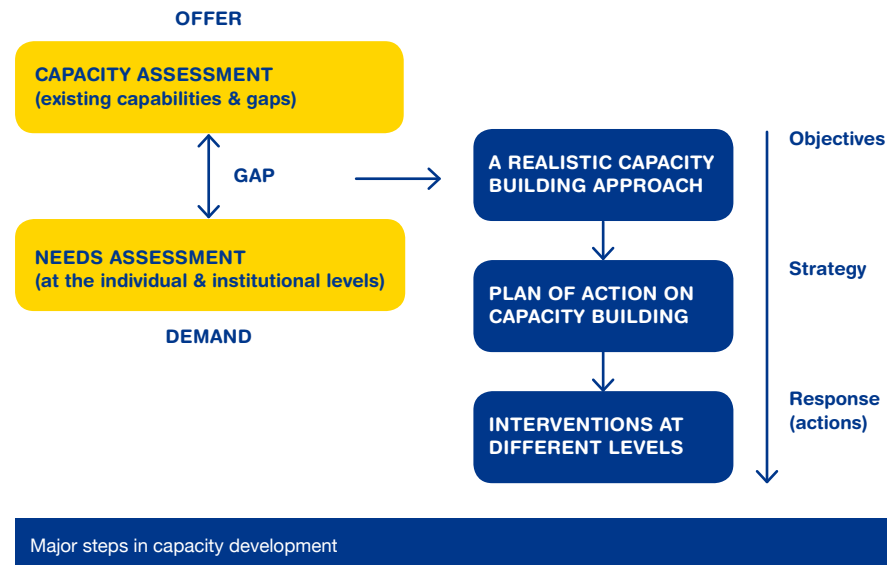 OFFER
CAPACITY ASSESSMENT
(existing capabilities & gaps)
GAP
NEEDS ASSESSMENT
(at the individual & institutional levels)
DEMAND
A REALISTIC CAPACITY
BUILDING APPROACH
PLAN OF ACTION ON
CAPACITY BUILDING
INTERVENTIONS AT
DIFFERENT LEVELS
Objectives
Strategy
Response
(actions)
Major steps in capacity development